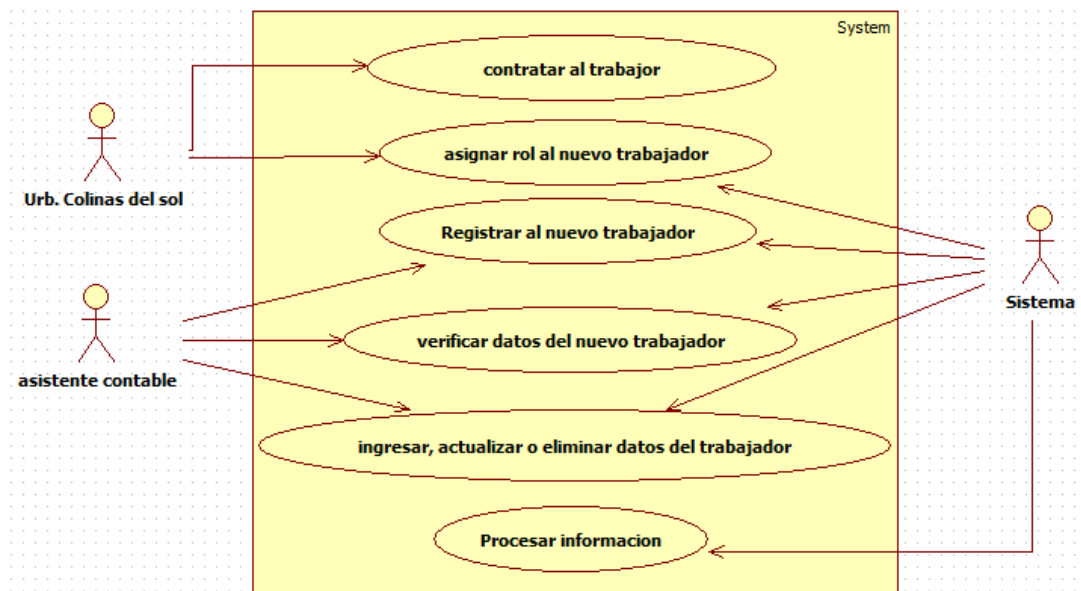 System
contratar al trabajor
asignar rol al nuevo trabajador
Urb. Colinas del sol
Registrar al nuevo trabajador
Sistema
verificar datos del nuevo trabajador
asistente contable
ingresar, actualizar o eliminar datos del trabajador
Procesar informacion